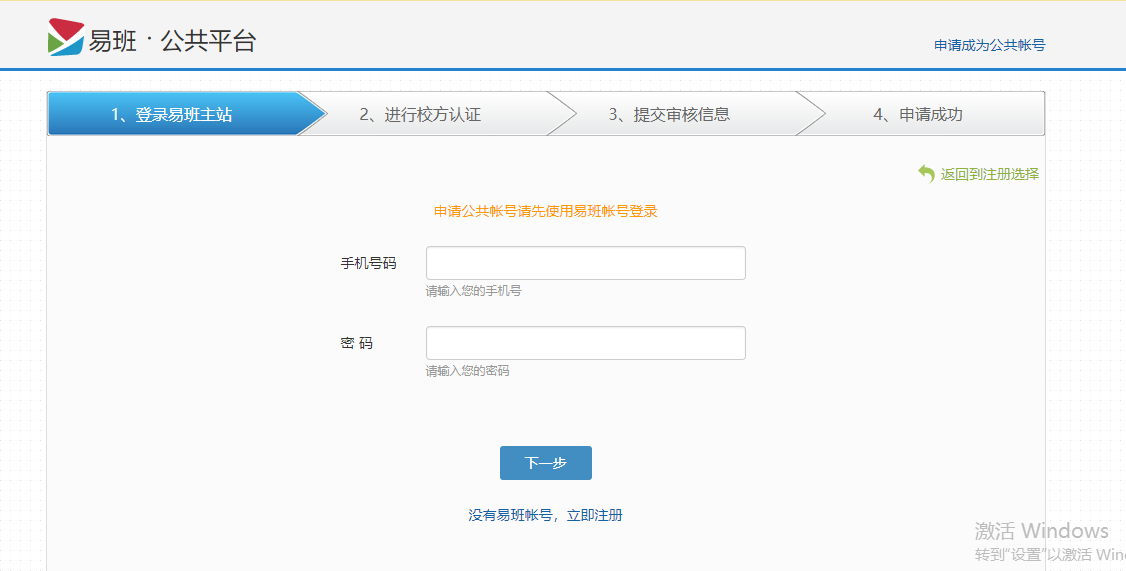 易班 · 公共平台
申请成为公共帐号
1、登录易班主站
2、进行校方认证
3、提交审核信息
4、申请成功
返回到注册选择
申请公共帐号请先使用易班帐号登录
手机号码
请输入您的手机号
密 码
请输入您的密码
下一步
没有易班帐号，立即注册
激活 Windows
转到"设置"以激活 Win